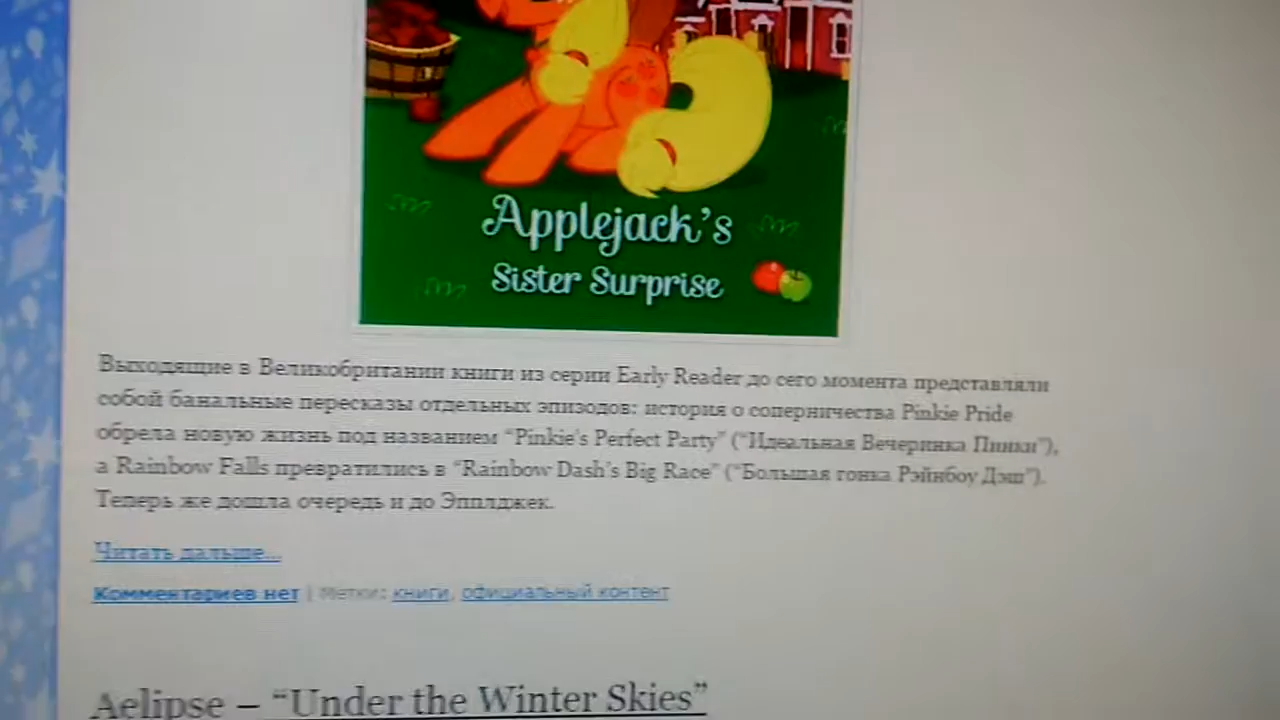 Applejack's
Sister Surprise
Выходящие в Великобритании книги из серии Early Reader до сего момента представляли
собой банальные пересказы отдельных эпизодов: история о соперничества Pinkie Pride
обрела новую жизнь под названием “Pinkie's Perfect Party” (“Идеальная Вечеринка Пинки”),
а Rainbow Falls превратились в “Rainbow Dash's Big Race” (“Большая гонка Рэйнбоу Дэш”).
Теперь же дошла очередь и до Эпплджек.
Читать дальше...
Комментариев нет | Метки: книги, официальный контент
Aelipse – “Under the Winter Skies”